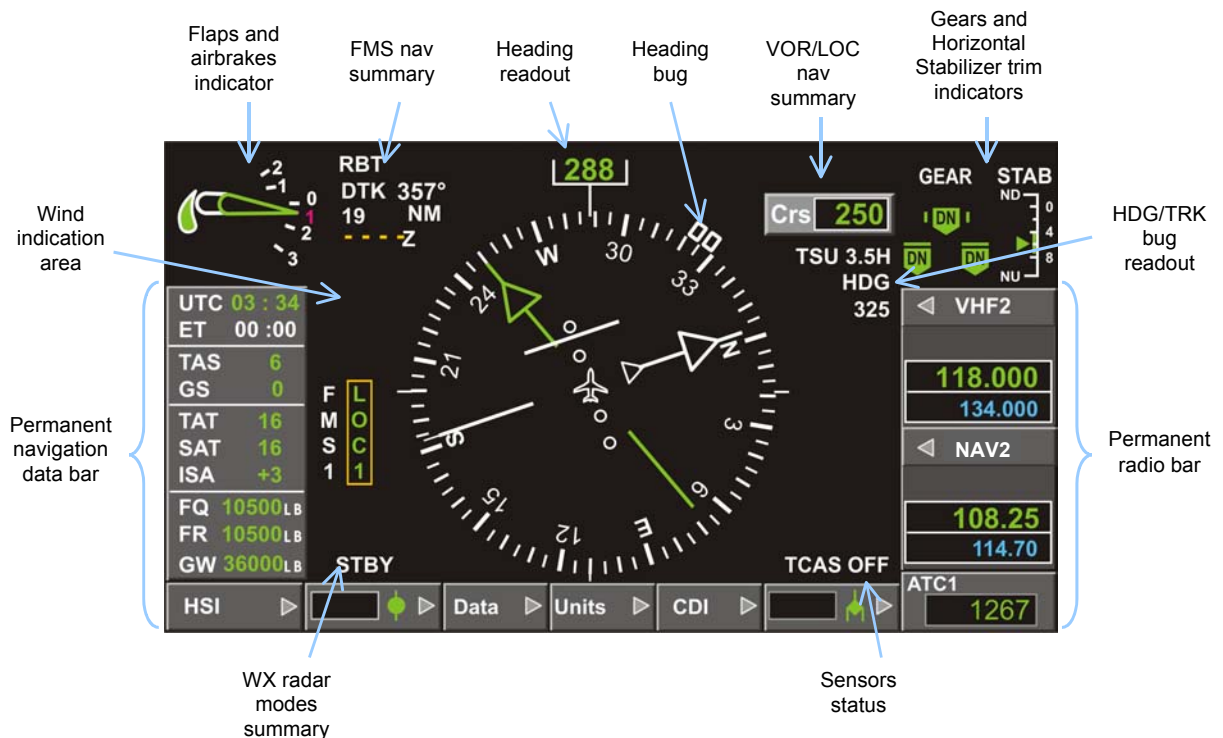 Flaps and
airbrakes
indicator
FMS nav
summary
Heading
readout
Heading
bug
VOR/LOC
nav
summary
Gears and
Horizontal
Stabilizer trim
indicators
Wind
indication
area
HDG/TRK
bug
readout
Permanent
navigation
data bar
Permanent
radio bar
WX radar
modes
summary
Sensors
status
2
1
0
1
2
3
RBT
DTK 357°
19 NM
- - - - Z
288
Crs 250
TSU 3.5H
HDG
325
GEAR STAB
ND
0
4
8
NU
DN
DN DN
UTC 03 : 34
ET 00 :00
TAS 6
GS 0
TAT 16
SAT 16
ISA +3
FQ 10500LB
FR 10500LB
GW 36000LB
FMS1
LOC1
W
30
33
N
3
6
E
12
15
S
21
24
VHF2
118.000
134.000
NAV2
108.25
114.70
ATC1
1267
STBY
TCAS OFF
HSI
Data
Units
CDI